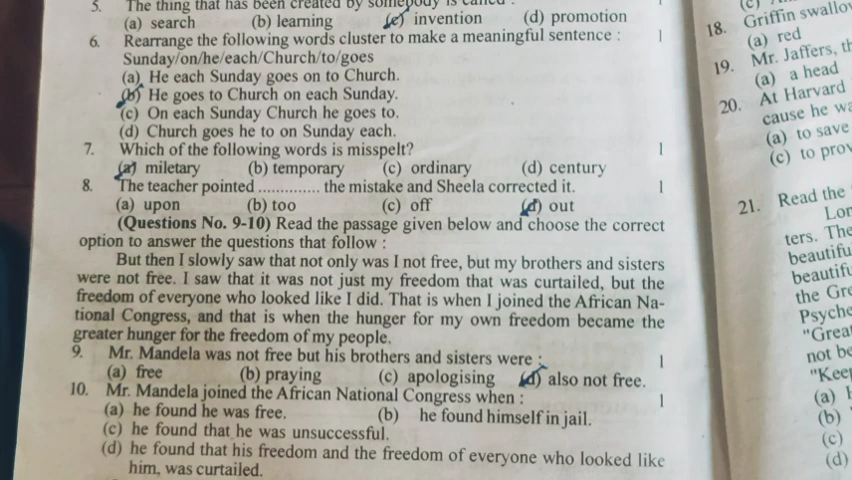 5. The thing that has been created by somebody is called :
(a) search (b) learning (c) invention (d) promotion
6. Rearrange the following words cluster to make a meaningful sentence : 1
Sunday/on/he/each/Church/to/goes
(a) He each Sunday goes on to Church.
(b) He goes to Church on each Sunday.
(c) On each Sunday Church he goes to.
(d) Church goes he to on Sunday each.
7. Which of the following words is misspelt? 1
(a) miletary (b) temporary (c) ordinary (d) century
8. The teacher pointed .............. the mistake and Sheela corrected it. 1
(a) upon (b) too (c) off (d) out
(Questions No. 9-10) Read the passage given below and choose the correct
option to answer the questions that follow :
But then I slowly saw that not only was I not free, but my brothers and sisters
were not free. I saw that it was not just my freedom that was curtailed, but the
freedom of everyone who looked like I did. That is when I joined the African Na-
tional Congress, and that is when the hunger for my own freedom became the
greater hunger for the freedom of my people.
9. Mr. Mandela was not free but his brothers and sisters were : 1
(a) free (b) praying (c) apologising (d) also not free.
10. Mr. Mandela joined the African National Congress when : 1
(a) he found he was free. (b) he found himself in jail.
(c) he found that he was unsuccessful.
(d) he found that his freedom and the freedom of everyone who looked like
him, was curtailed.
18. Griffin
(a) red
19. Mr. Jaffers,
(a) a head
20. At Harvard
cause he
(a) to save
(c) to
21. Read the
ters. The
the
not
(a)
(b)
(c)
(d)